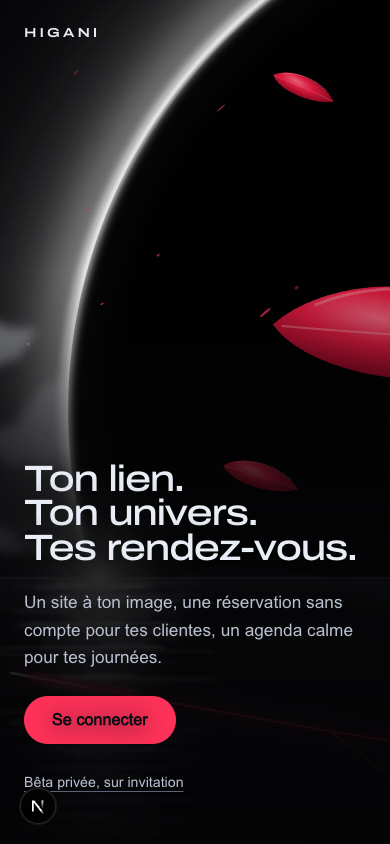 HIGANI
Ton lien.
Ton univers.
Tes rendez-vous.
Un site à ton image, une réservation sans
compte pour tes clientes, un agenda calme
pour tes journées.
Se connecter
Bêta privée, sur invitation
N